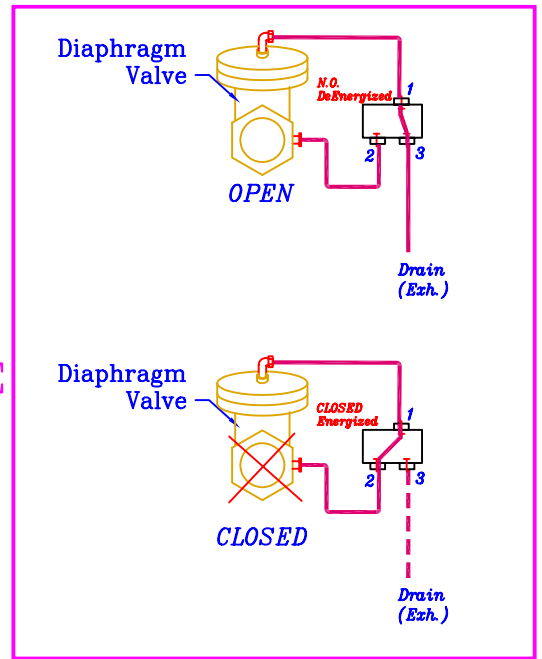 Diaphragm
Valve
N.O.
DeEnergized
1
2
3
OPEN
Drain
(Exh.)
Diaphragm
Valve
CLOSED
Energized
1
2
3
CLOSED
Drain
(Exh.)